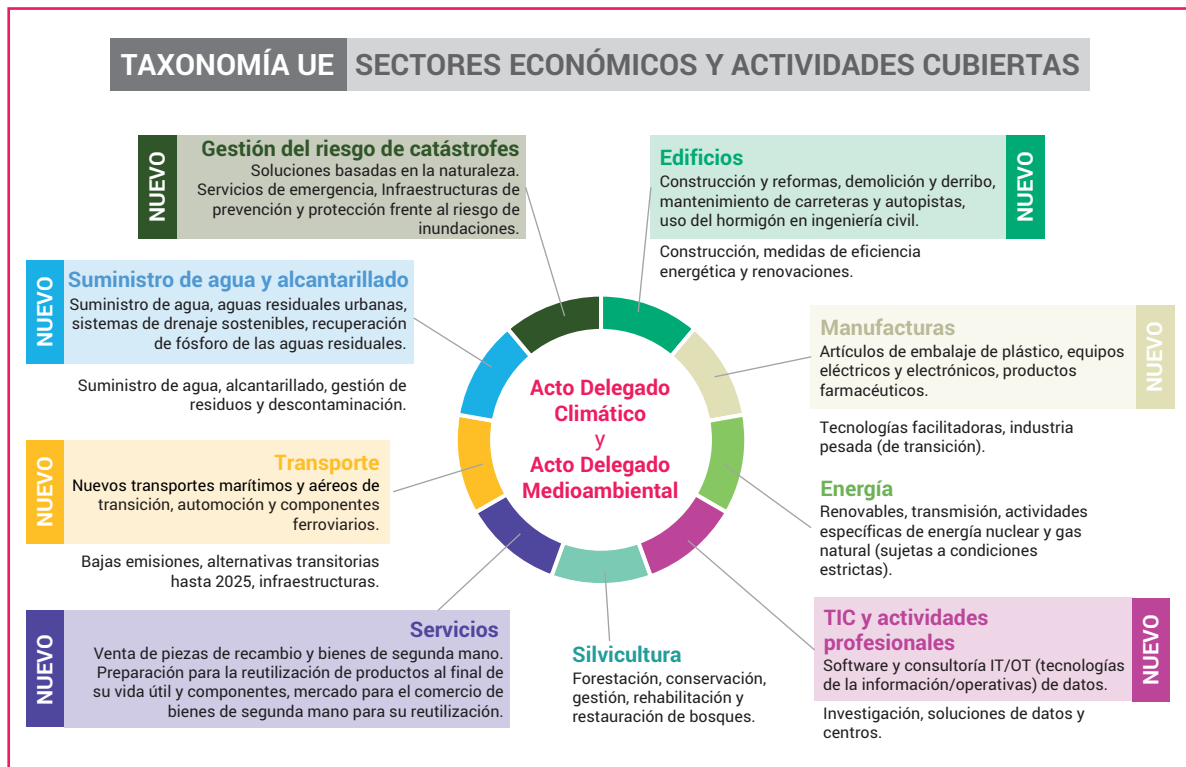 TAXONOMÍA UE SECTORES ECONÓMICOS Y ACTIVIDADES CUBIERTAS
NUEVO
Gestión del riesgo de catástrofes
Soluciones basadas en la naturaleza.
Servicios de emergencia, Infraestructuras de
prevención y protección frente al riesgo de
inundaciones.
Edificios
Construcción y reformas, demolición y derribo,
mantenimiento de carreteras y autopistas,
uso del hormigón en ingeniería civil.
NUEVO
Construcción, medidas de eficiencia
energética y renovaciones.
NUEVO
Suministro de agua y alcantarillado
Suministro de agua, aguas residuales urbanas,
sistemas de drenaje sostenibles, recuperación
de fósforo de las aguas residuales.
Suministro de agua, alcantarillado, gestión de
residuos y descontaminación.
Manufacturas
Artículos de embalaje de plástico, equipos
eléctricos y electrónicos, productos
farmacéuticos.
NUEVO
Tecnologías facilitadoras, industria
pesada (de transición).
Acto Delegado
Climático
y
Acto Delegado
Medioambiental
NUEVO
Transporte
Nuevos transportes marítimos y aéreos de
transición, automoción y componentes
ferroviarios.
Bajas emisiones, alternativas transitorias
hasta 2025, infraestructuras.
Energía
Renovables, transmisión, actividades
específicas de energía nuclear y gas
natural (sujetas a condiciones
estrictas).
NUEVO
Servicios
Venta de piezas de recambio y bienes de segunda mano.
Preparación para la reutilización de productos al final de
su vida útil y componentes, mercado para el comercio de
bienes de segunda mano para su reutilización.
Silvicultura
Forestación, conservación,
gestión, rehabilitación y
restauración de bosques.
TIC y actividades
profesionales
Software y consultoría IT/OT (tecnologías
de la información/operativas) de datos.
NUEVO
Investigación, soluciones de datos y
centros.